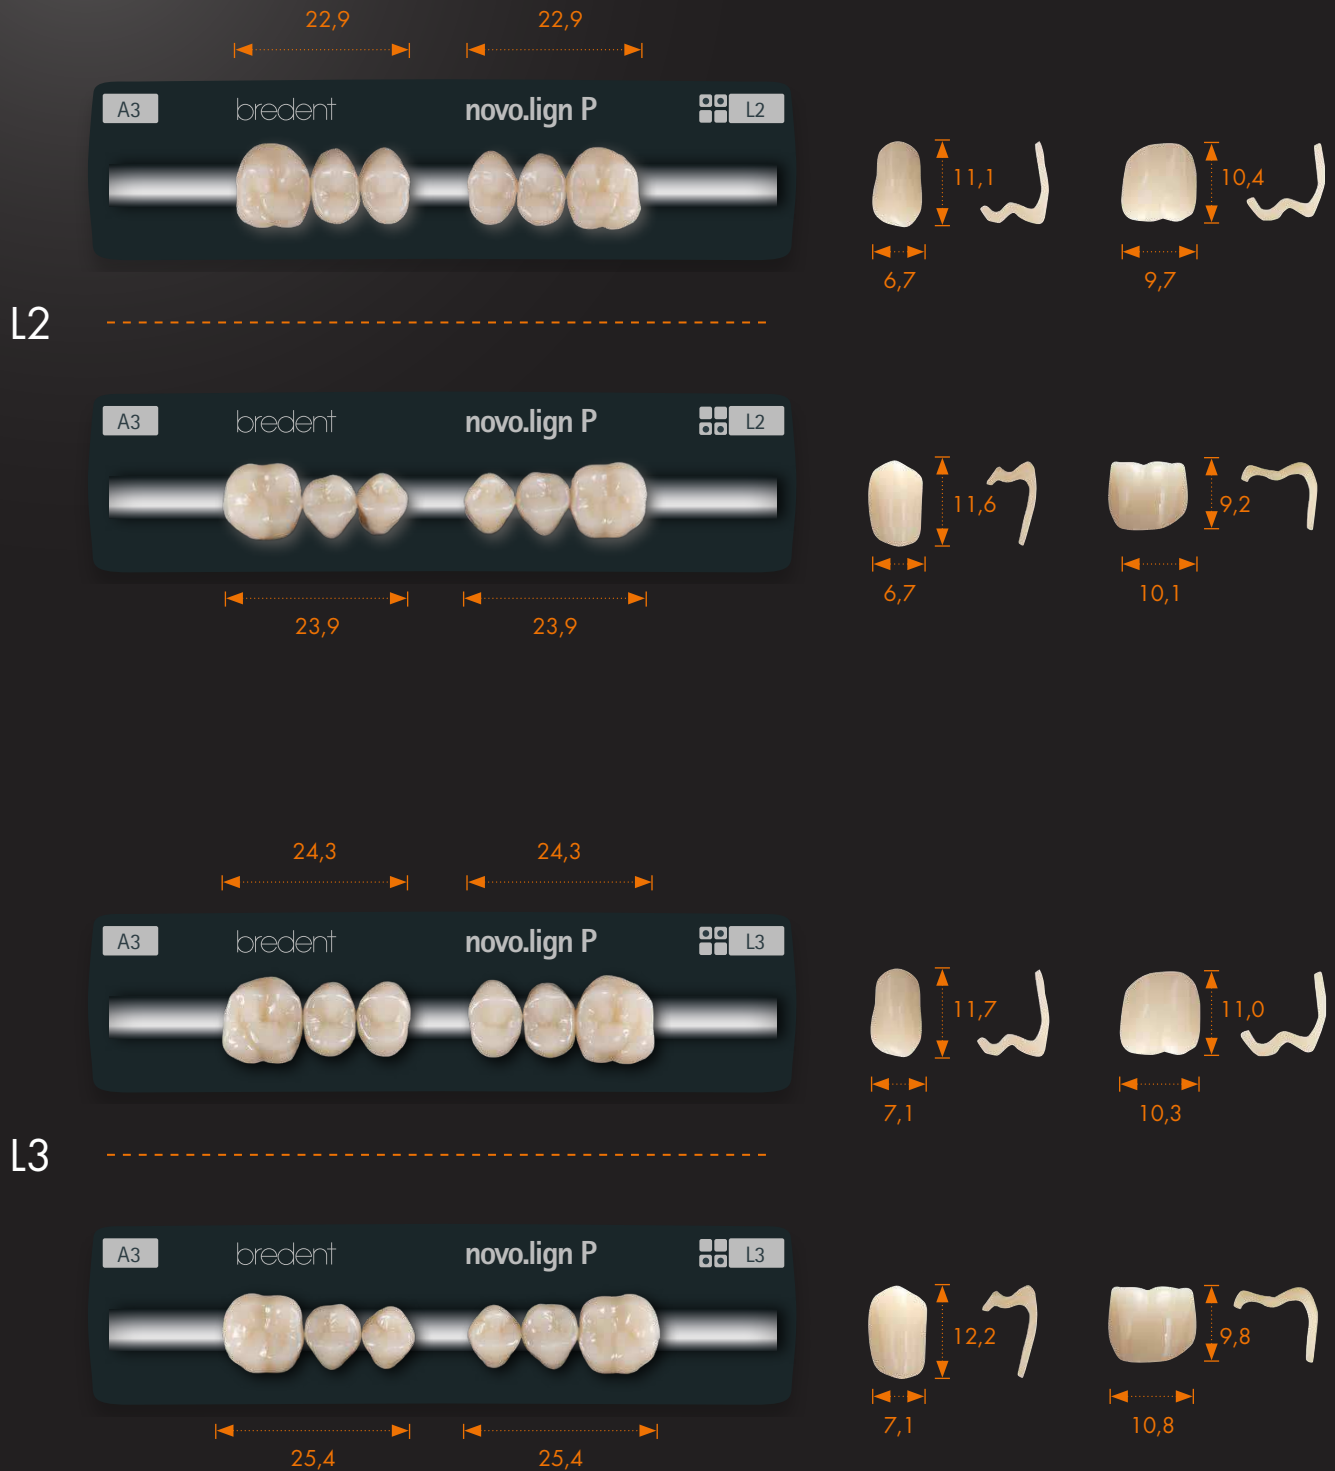 22,9 22,9
A3 bredent novo.lign P L2
11,1 10,4
6,7 9,7
L2
A3 bredent novo.lign P L2
11,6 9,2
6,7 10,1
23,9 23,9
24,3 24,3
A3 bredent novo.lign P L3
11,7 11,0
7,1 10,3
L3
A3 bredent novo.lign P L3
12,2 9,8
7,1 10,8
25,4 25,4